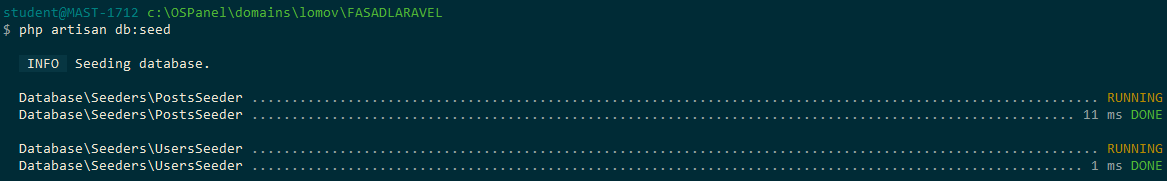 student@MAST-1712 c:\OSPanel\domains\lomov\FASADLARAVEL
$ php artisan db:seed
INFO Seeding database.
Database\Seeders\PostsSeeder ........................................................................................................... RUNNING
Database\Seeders\PostsSeeder ........................................................................................................ 11 ms DONE
Database\Seeders\UsersSeeder ........................................................................................................... RUNNING
Database\Seeders\UsersSeeder ......................................................................................................... 1 ms DONE